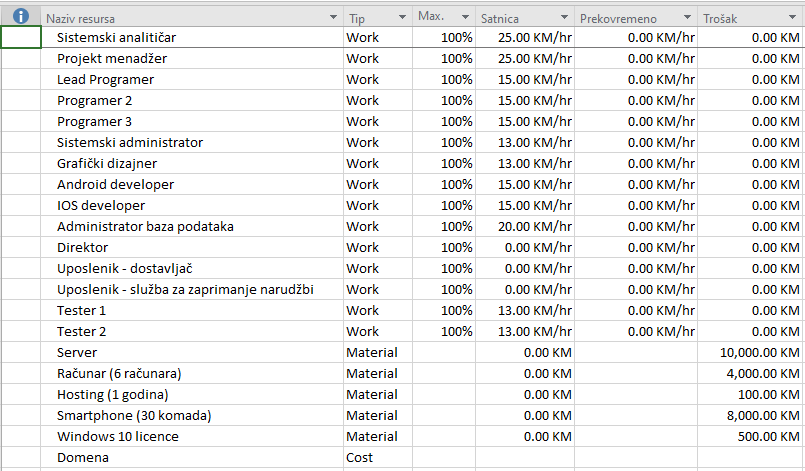 Naziv resursa Tip Max. Satnica Prekovremeno Trošak
Sistemski analitičar Work 100% 25.00 KM/hr 0.00 KM/hr 0.00 KM
Projekt menadžer Work 100% 25.00 KM/hr 0.00 KM/hr 0.00 KM
Lead Programer Work 100% 15.00 KM/hr 0.00 KM/hr 0.00 KM
Programer 2 Work 100% 15.00 KM/hr 0.00 KM/hr 0.00 KM
Programer 3 Work 100% 15.00 KM/hr 0.00 KM/hr 0.00 KM
Sistemski administrator Work 100% 13.00 KM/hr 0.00 KM/hr 0.00 KM
Grafički dizajner Work 100% 13.00 KM/hr 0.00 KM/hr 0.00 KM
Android developer Work 100% 15.00 KM/hr 0.00 KM/hr 0.00 KM
IOS developer Work 100% 15.00 KM/hr 0.00 KM/hr 0.00 KM
Administrator baza podataka Work 100% 20.00 KM/hr 0.00 KM/hr 0.00 KM
Direktor Work 100% 0.00 KM/hr 0.00 KM/hr 0.00 KM
Uposlenik - dostavljač Work 100% 0.00 KM/hr 0.00 KM/hr 0.00 KM
Uposlenik - služba za zaprimanje narudžbi Work 100% 0.00 KM/hr 0.00 KM/hr 0.00 KM
Tester 1 Work 100% 13.00 KM/hr 0.00 KM/hr 0.00 KM
Tester 2 Work 100% 13.00 KM/hr 0.00 KM/hr 0.00 KM
Server Material 0.00 KM 10,000.00 KM
Računar (6 računara) Material 0.00 KM 4,000.00 KM
Hosting (1 godina) Material 0.00 KM 100.00 KM
Smartphone (30 komada) Material 0.00 KM 8,000.00 KM
Windows 10 licence Material 0.00 KM 500.00 KM
Domena Cost